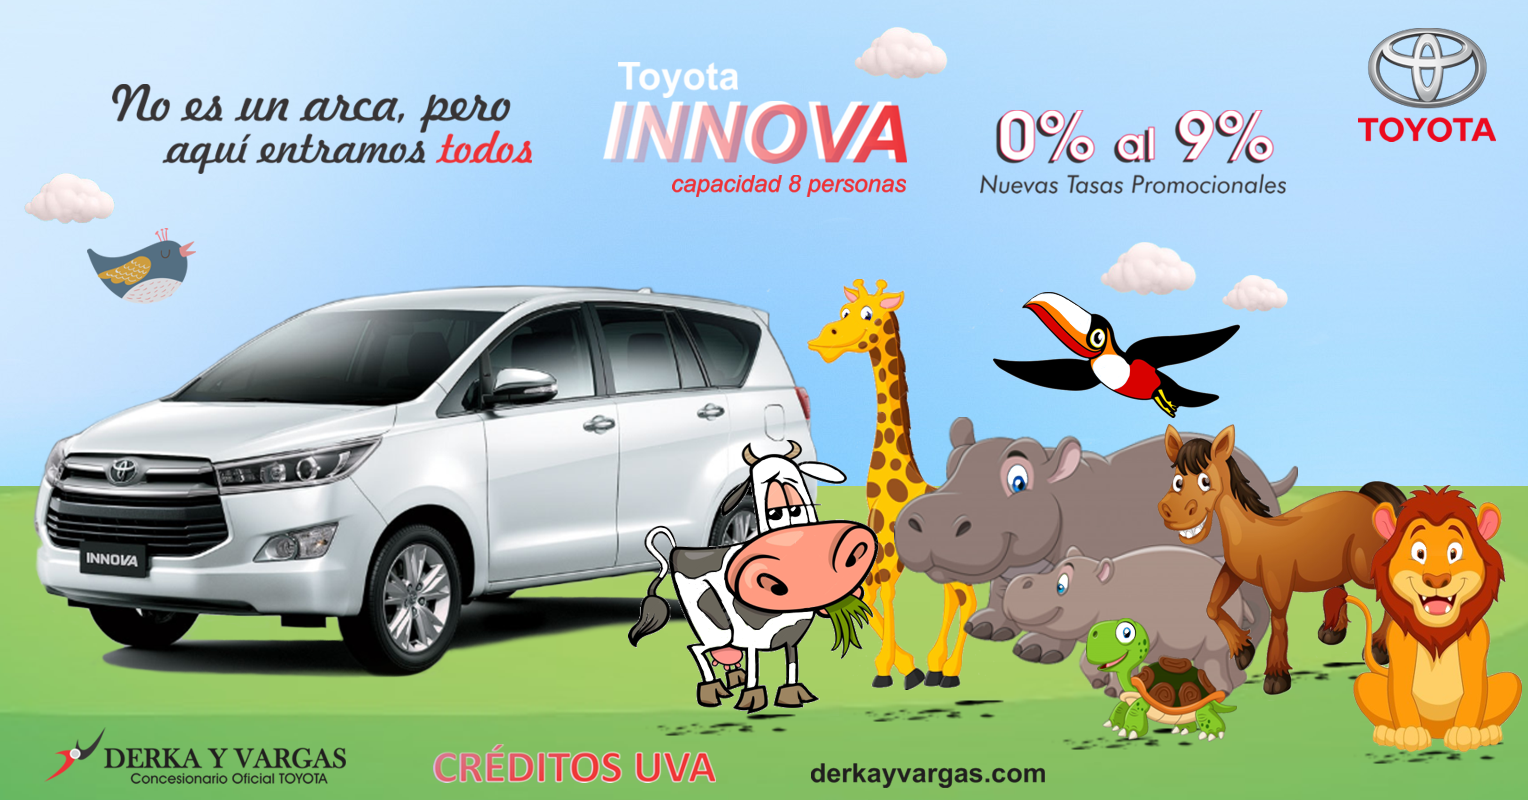 No es un arca, pero
aquí entramos todos
Toyota
INNOVA
capacidad 8 personas
0% al 9%
Nuevas Tasas Promocionales
TOYOTA
INNOVA
DERKA Y VARGAS
Concesionario Oficial TOYOTA
CRÉDITOS UVA
derkayvargas.com